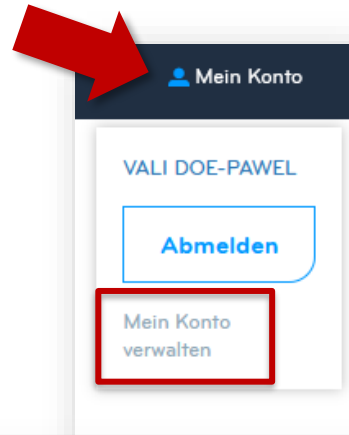 Mein Konto
VALI DOE-PAWEL
Abmelden
Mein Konto
verwalten